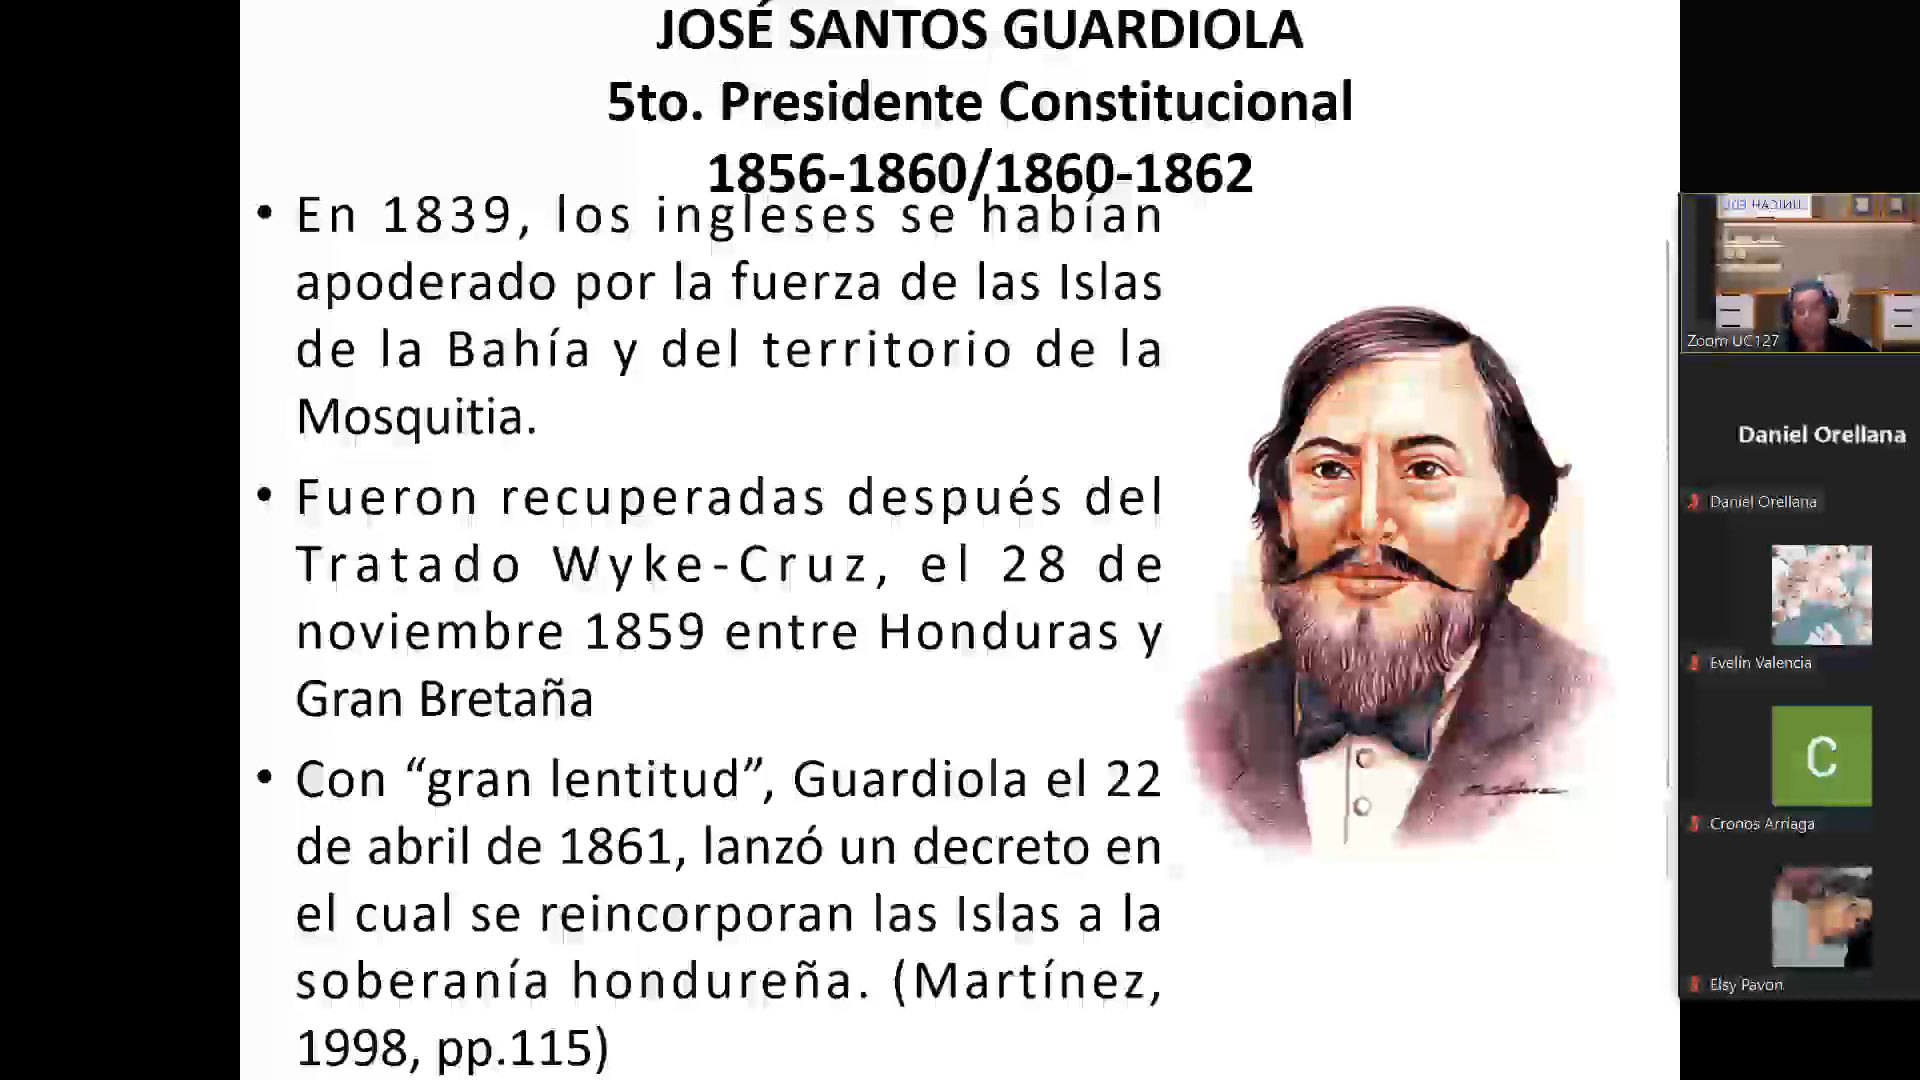 JOSÉ SANTOS GUARDIOLA
5to. Presidente Constitucional
1856-1860/1860-1862
• En 1839, los ingleses se habían
apoderado por la fuerza de las Islas
de la Bahía y del territorio de la
Mosquitia.
• Fueron recuperadas después del
Tratado Wyke-Cruz, el 28 de
noviembre 1859 entre Honduras y
Gran Bretaña
• Con “gran lentitud”, Guardiola el 22
de abril de 1861, lanzó un decreto en
el cual se reincorporan las Islas a la
soberanía hondureña. (Martínez,
1998, pp.115)
Zoom UC127
Daniel Orellana
Daniel Orellana
Evelin Valencia
C
Cronos Arriaga
Elsy Pavon